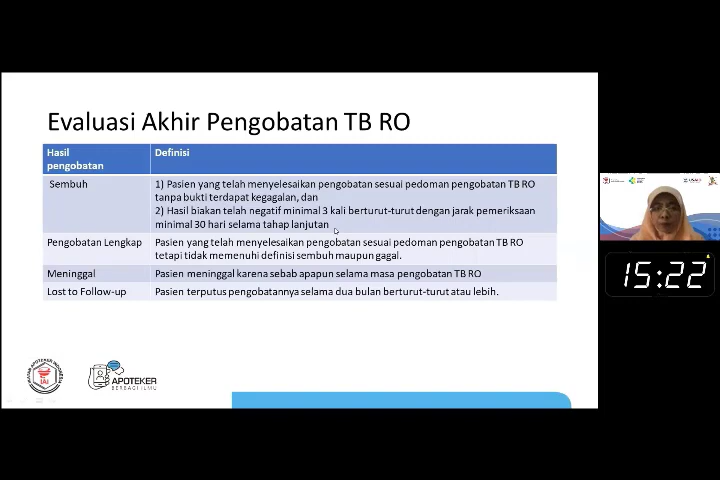 Evaluasi Akhir Pengobatan TB RO
Hasil pengobatan
Definisi
Sembuh
1) Pasien yang telah menyelesaikan pengobatan sesuai pedoman pengobatan TB RO
tanpa bukti terdapat kegagalan, dan
2) Hasil biakan telah negatif minimal 3 kali berturut-turut dengan jarak pemeriksaan
minimal 30 hari selama tahap lanjutan
Pengobatan Lengkap
Pasien yang telah menyelesaikan pengobatan sesuai pedoman pengobatan TB RO
tetapi tidak memenuhi definisi sembuh maupun gagal.
Meninggal
Pasien meninggal karena sebab apapun selama masa pengobatan TB RO
Lost to Follow-up
Pasien terputus pengobatannya selama dua bulan berturut-turut atau lebih.
IAI
APOTEKER
BERBAGI ILMU
15:22